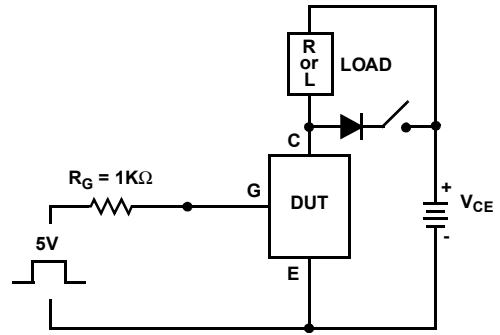 R
or
L
LOAD
C
R_G = 1KΩ
G
DUT
+
V_CE
-
5V
E